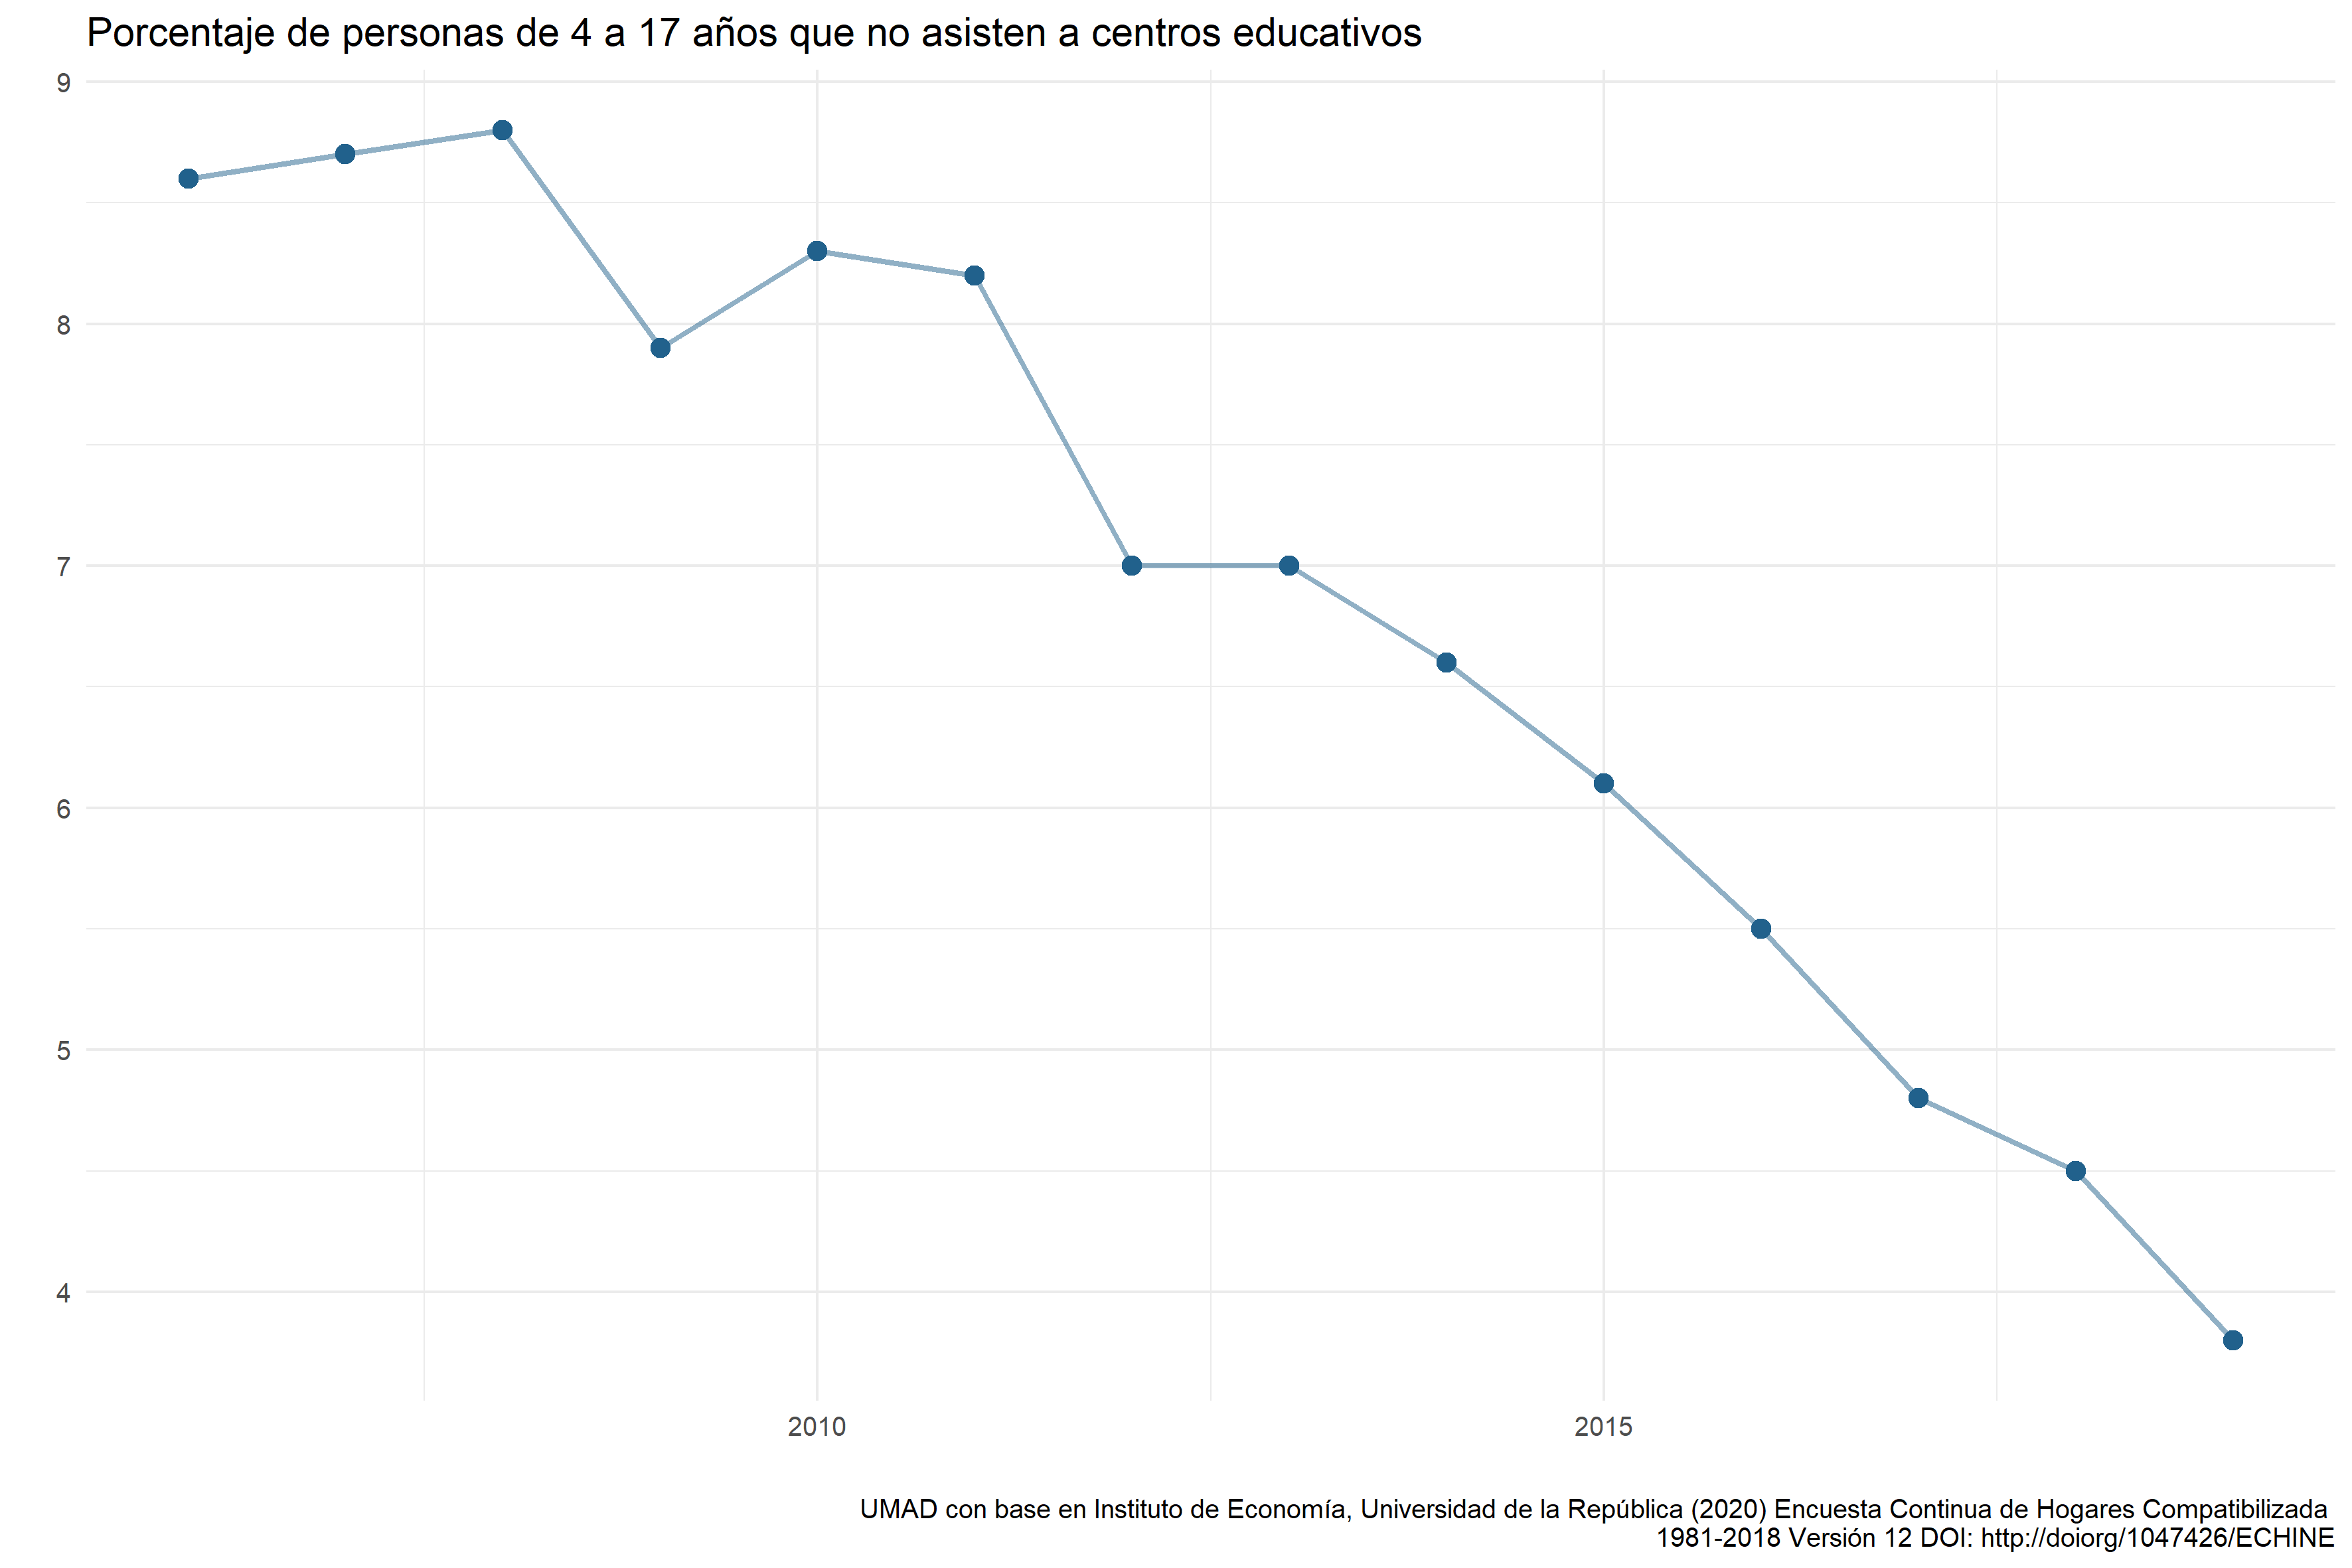 Porcentaje de personas de 4 a 17 años que no asisten a centros educativos
9
8
7
6
5
4
2010 2015
UMAD con base en Instituto de Economía, Universidad de la República (2020) Encuesta Continua de Hogares Compatibilizada
1981-2018 Versión 12 DOI: http://doiorg/1047426/ECHINE